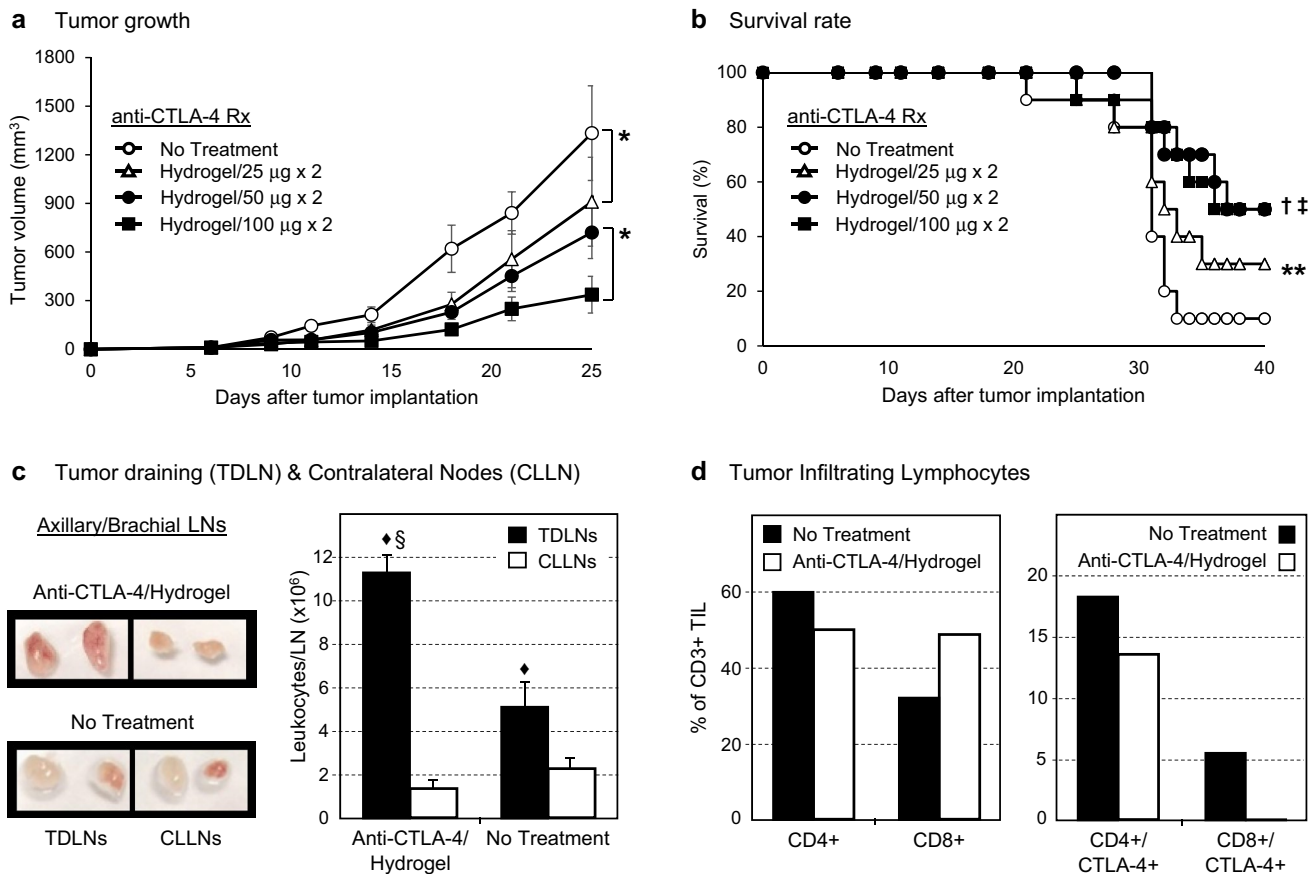 a Tumor growth
1800
1500
1200
900
600
300
0
Tumor volume (mm³)
anti-CTLA-4 Rx
No Treatment
Hydrogel/25 µg x 2
Hydrogel/50 µg x 2
Hydrogel/100 µg x 2
*
*
0 5 10 15 20 25
Days after tumor implantation
b Survival rate
100
80
60
40
20
0
Survival (%)
anti-CTLA-4 Rx
No Treatment
Hydrogel/25 µg x 2
Hydrogel/50 µg x 2
Hydrogel/100 µg x 2
† ‡
**
0 10 20 30 40
Days after tumor implantation
c Tumor draining (TDLN) & Contralateral Nodes (CLLN)
Axillary/Brachial LNs
Anti-CTLA-4/Hydrogel
No Treatment
TDLNs CLLNs
Leukocytes/LN (x10⁶)
12
10
8
6
4
2
0
♦ §
♦
TDLNs
CLLNs
Anti-CTLA-4/
Hydrogel
No Treatment
d Tumor Infiltrating Lymphocytes
% of CD3+ TIL
60
40
20
0
No Treatment
Anti-CTLA-4/Hydrogel
CD4+ CD8+
20
15
10
5
0
No Treatment
Anti-CTLA-4/Hydrogel
CD4+/
CTLA-4+
CD8+/
CTLA-4+